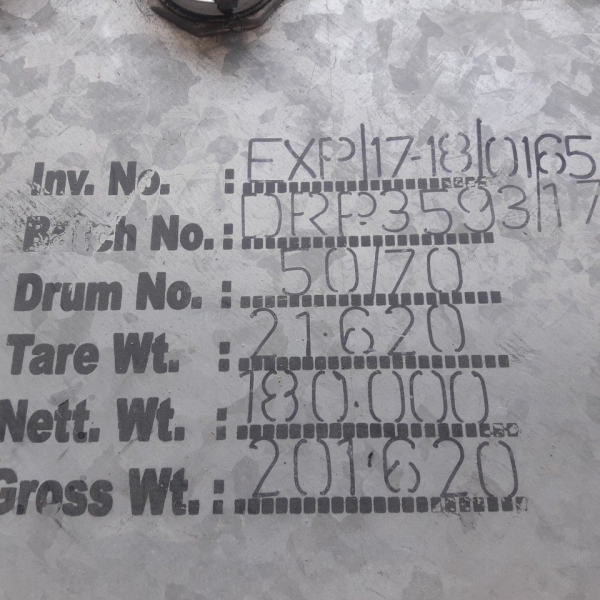 Inv. No. : EXP/17-18/0165
Batch No. : DRP3593/17
Drum No. : 50/70
Tare Wt. : 21.620
Nett. Wt. : 180.000
Gross Wt. : 201.620